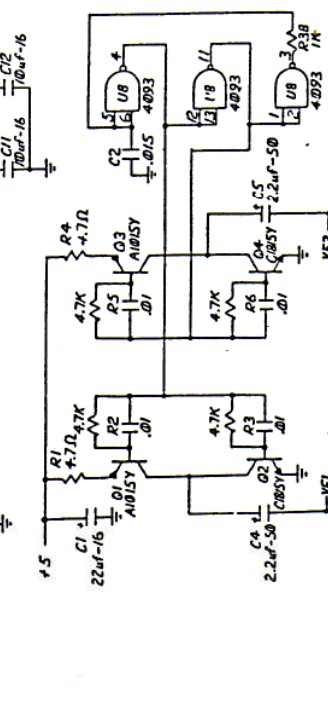 C12
10uf-16
C11
10uf-16
+5
C1
22uf-16
R1
4.7Ω
Q1
A1015Y
4.7K
R2
.01
R4
4.7Ω
Q3
A1015Y
4.7K
R5
.01
C2
.015
5
6
4
U8
4093
12
13
11
U8
4093
1
2
3
U8
4093
R38
1K
C4
2.2uf-50
Q2
C1815Y
4.7K
R3
.01
C5
2.2uf-50
Q4
C1815Y
4.7K
R6
.01